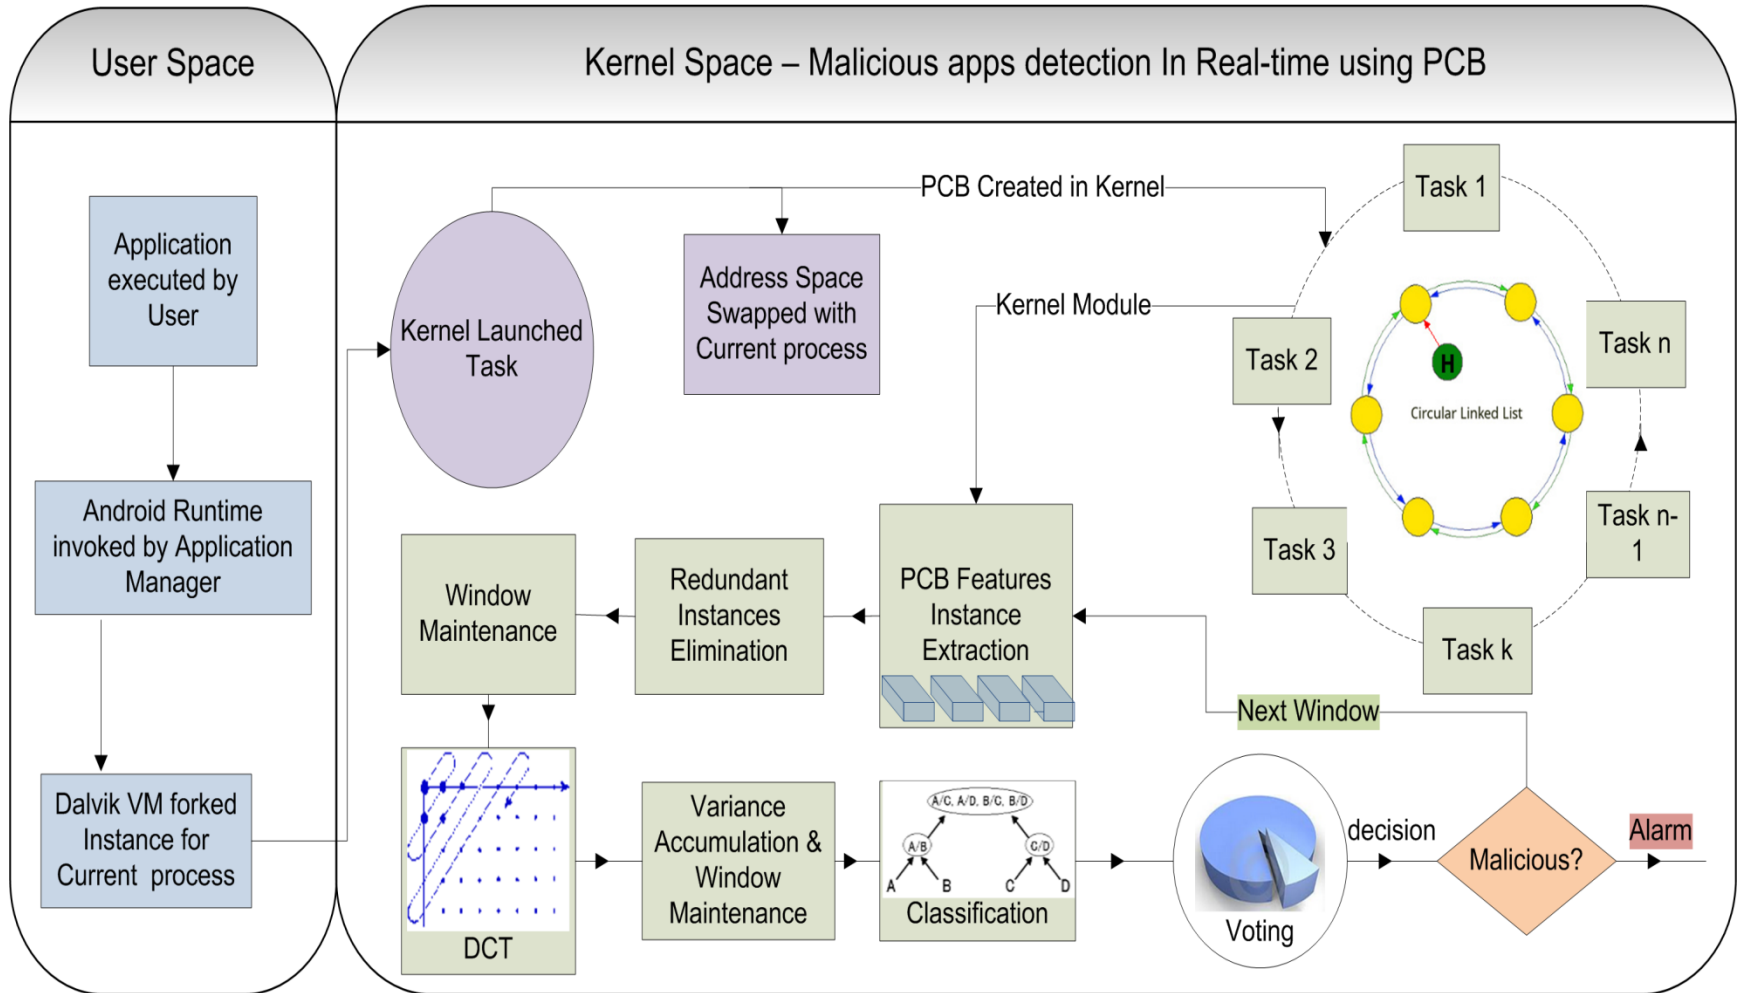 User Space
Kernel Space – Malicious apps detection In Real-time using PCB
Application
executed by
User
Android Runtime
invoked by Application
Manager
Dalvik VM forked
Instance for
Current process
Kernel Launched
Task
PCB Created in Kernel
Address Space
Swapped with
Current process
Kernel Module
Task 1
Task 2
Task 3
Task k
Task n-
1
Task n
H
Circular Linked List
PCB Features
Instance
Extraction
Redundant
Instances
Elimination
Window
Maintenance
DCT
Variance
Accumulation &
Window
Maintenance
A/C, A/D, B/C, B/D
A/B
C/D
A
B
C
D
Classification
Voting
decision
Malicious?
Next Window
Alarm